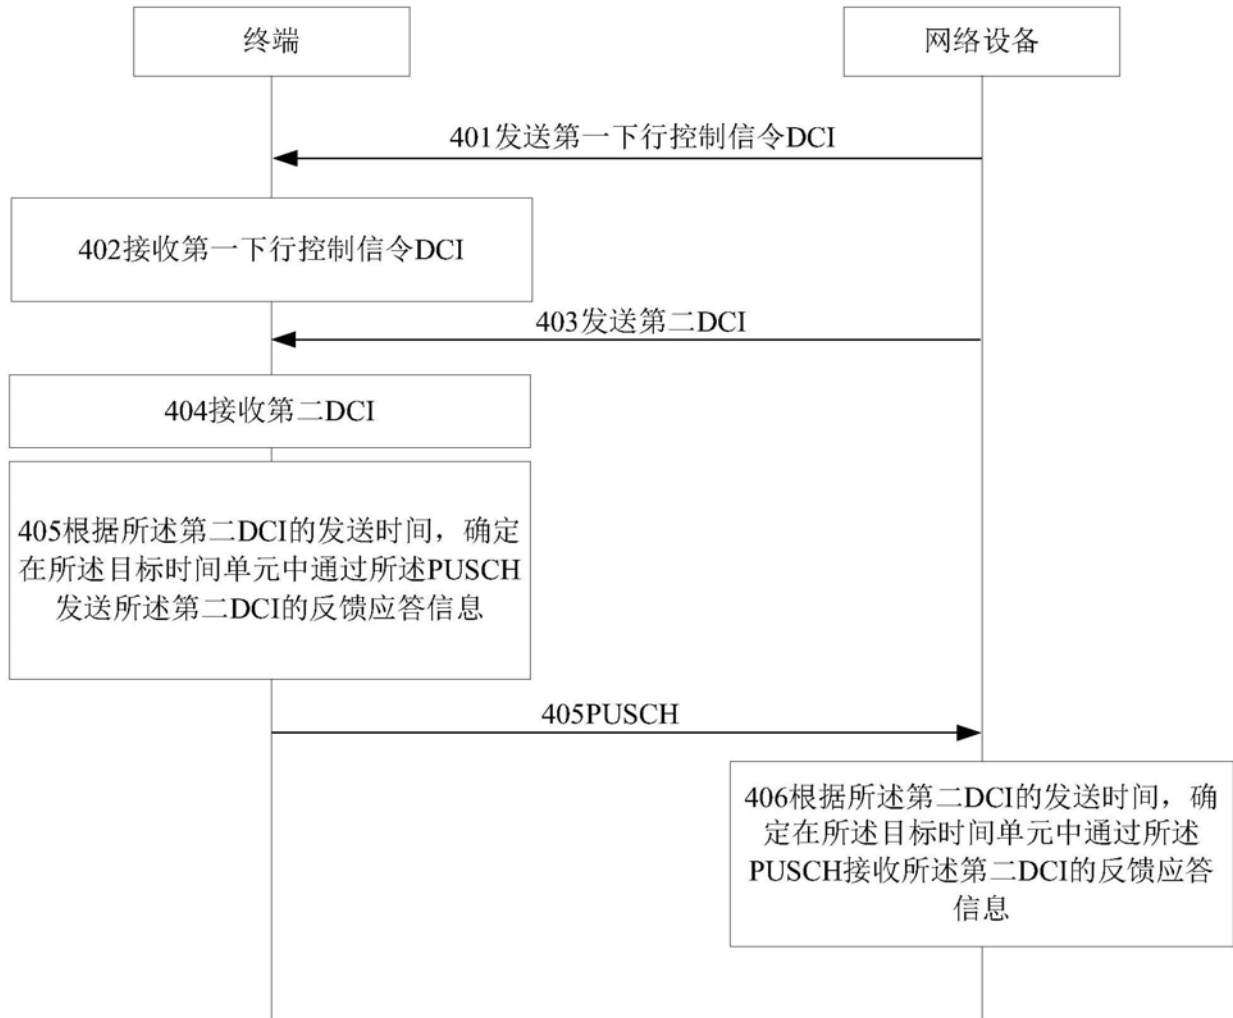 终端
网络设备
401发送第一下行控制信令DCI
402接收第一下行控制信令DCI
403发送第二DCI
404接收第二DCI
405根据所述第二DCI的发送时间，确定
在所述目标时间单元中通过所述PUSCH
发送所述第二DCI的反馈应答信息
405PUSCH
406根据所述第二DCI的发送时间，确
定在所述目标时间单元中通过所述
PUSCH接收所述第二DCI的反馈应答
信息